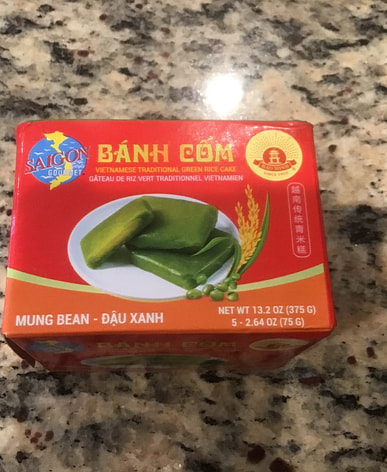 SAIGON
GOURMET
BÁNH CỐM
VIETNAMESE TRADITIONAL GREEN RICE CAKE
GÂTEAU DE RIZ VERT TRADITIONNEL VIETNAMIEN
越南传统青米糕
MUNG BEAN - ĐẬU XANH
NET WT 13.2 OZ (375 G)
5 - 2.64 OZ (75 G)